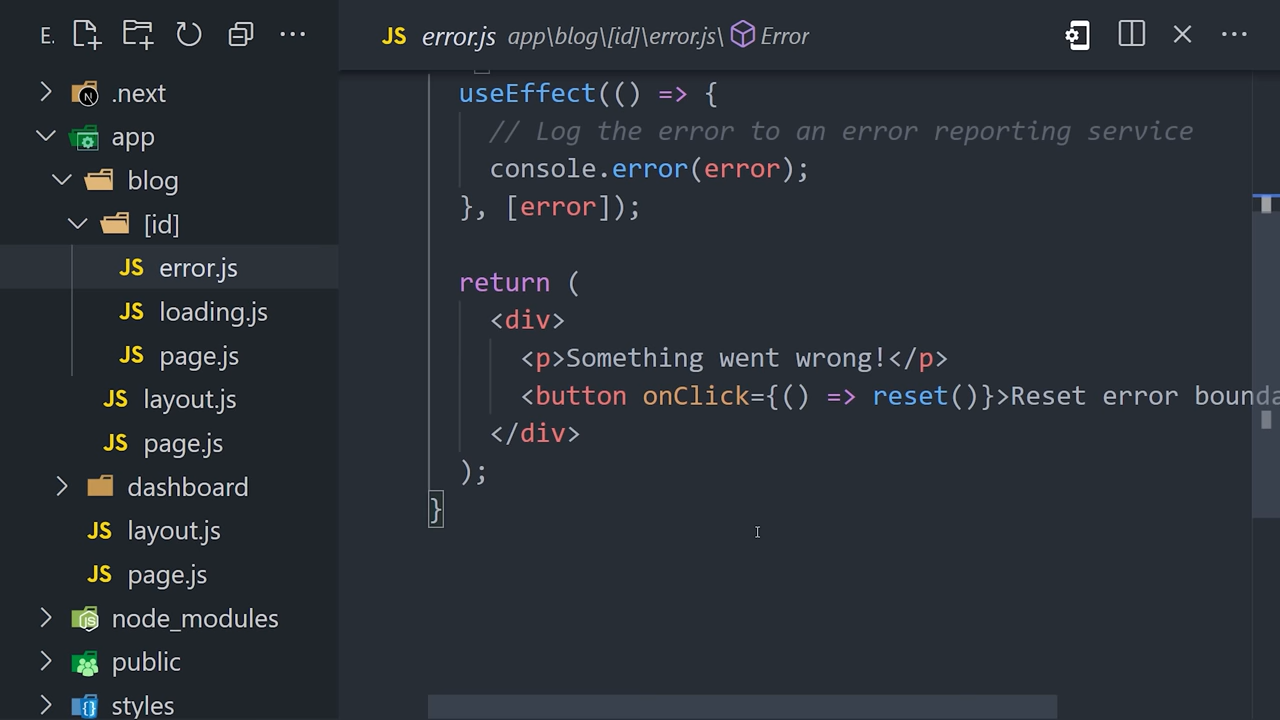 E.
.next
app
blog
[id]
JS error.js
JS loading.js
JS page.js
JS layout.js
JS page.js
dashboard
JS layout.js
JS page.js
node_modules
public
styles
JS error.js app\blog\[id]\error.js\ Error
useEffect(() => {
// Log the error to an error reporting service
console.error(error);
}, [error]);
return (
<div>
<p>Something went wrong!</p>
<button onClick={() => reset()}>Reset error bounda
</div>
);
}